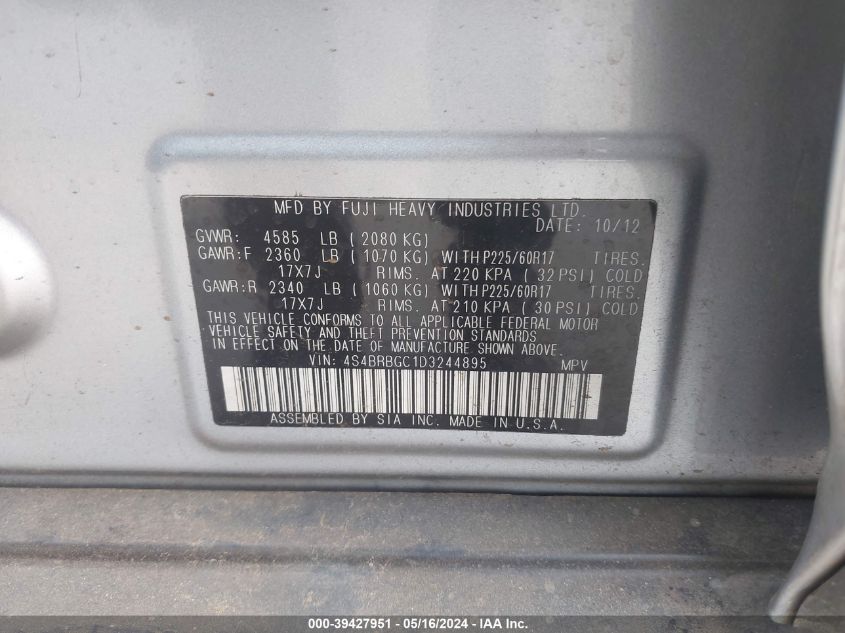 MFD BY FUJI HEAVY INDUSTRIES LTD.
DATE: 10/12
GVWR: 4585 LB ( 2080 KG)
GAWR:F 2360 LB ( 1070 KG) WITH P225/60R17 TIRES.
17X7J RIMS. AT 220 KPA ( 32 PSI) COLD
GAWR:R 2340 LB ( 1060 KG) WITH P225/60R17 TIRES.
17X7J RIMS. AT 210 KPA ( 30 PSI) COLD
THIS VEHICLE CONFORMS TO ALL APPLICABLE FEDERAL MOTOR
VEHICLE SAFETY AND THEFT PREVENTION STANDARDS
IN EFFECT ON THE DATE OF MANUFACTURE SHOWN ABOVE.
VIN: 4S4BRBGC1D3244895 MPV
ASSEMBLED BY SIA INC. MADE IN U.S.A.
000-39427951 - 05/16/2024 - IAA Inc.